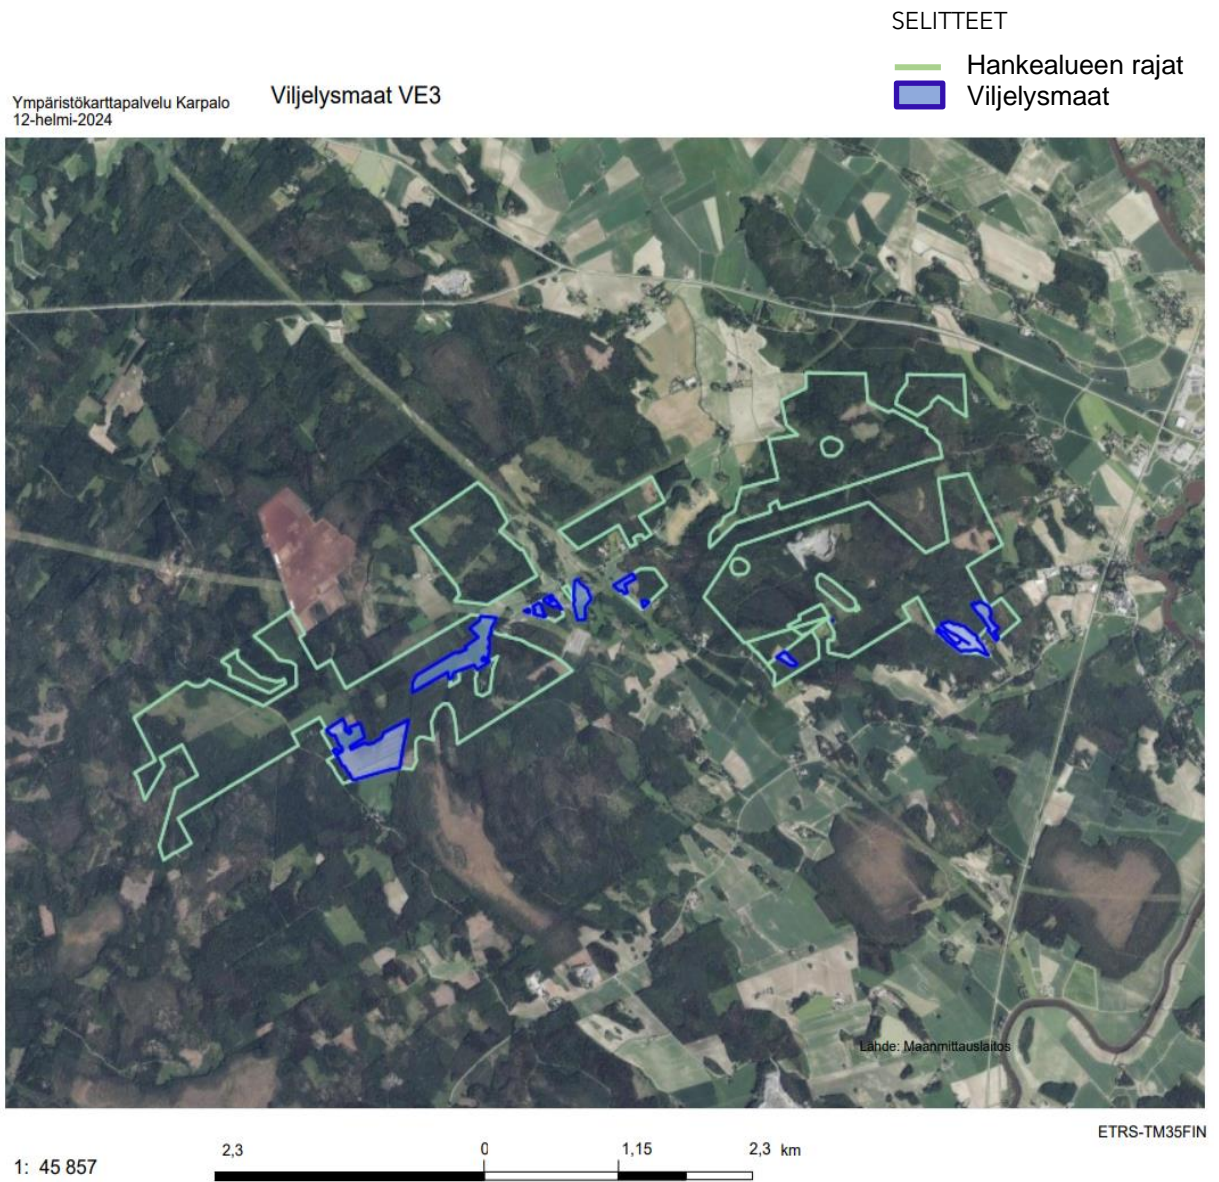 SELITTEET
Hankealueen rajat
Viljelysmaat
Ympäristökarttapalvelu Karpalo
12-helmi-2024
Viljelysmaat VE3
Lähde: Maanmittauslaitos
ETRS-TM35FIN
1: 45 857
2,3 0 1,15 2,3 km